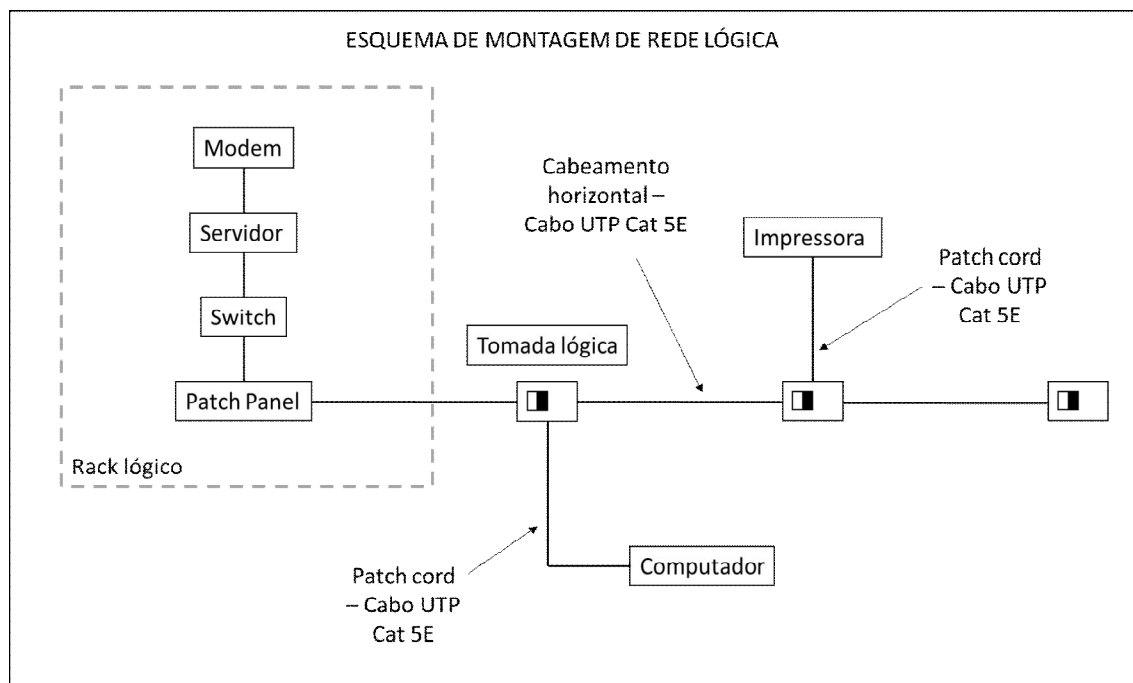 ESQUEMA DE MONTAGEM DE REDE LÓGICA
Modem
Servidor
Switch
Patch Panel
Rack lógico
Tomada lógica
Cabeamento
horizontal –
Cabo UTP Cat 5E
Impressora
Patch cord
– Cabo UTP
Cat 5E
Patch cord
– Cabo UTP
Cat 5E
Computador